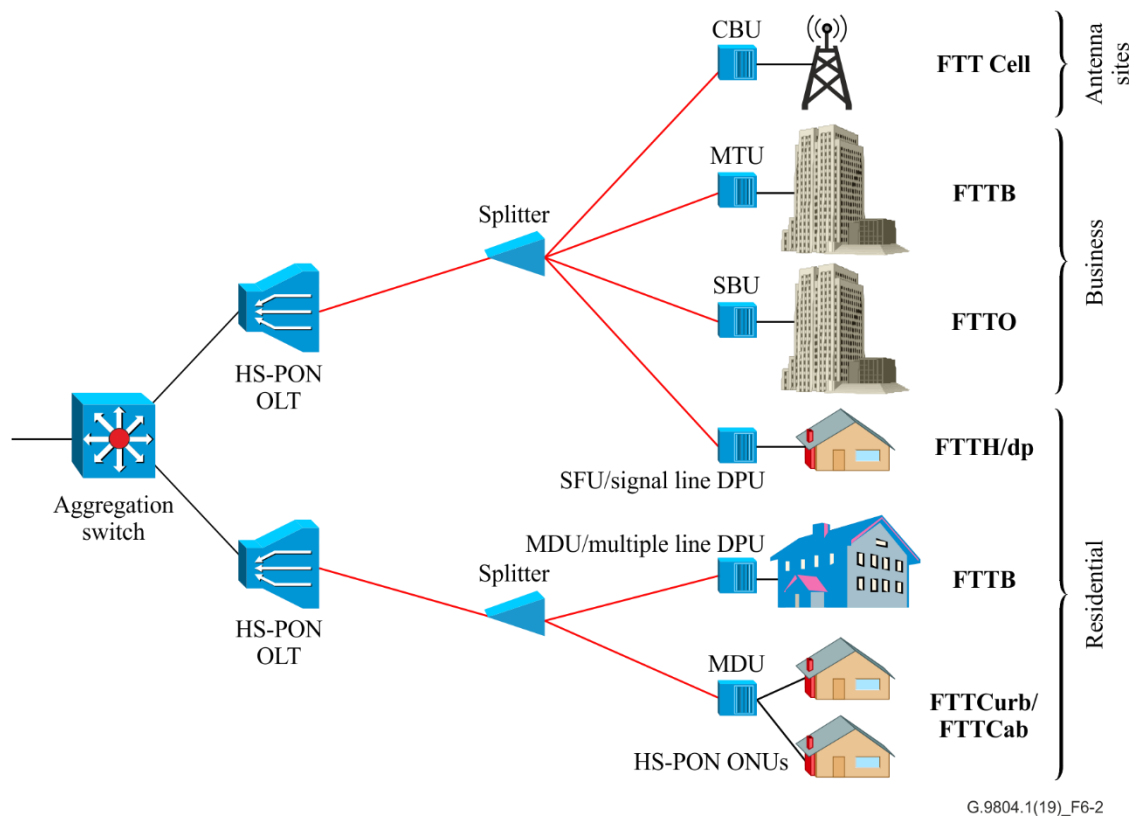 CBU
FTT Cell
Antenna
sites
MTU
FTTB
Splitter
Business
SBU
FTTO
HS-PON
OLT
FTTH/dp
SFU/signal line DPU
Aggregation
switch
MDU/multiple line DPU
Splitter
FTTB
Residential
HS-PON
OLT
MDU
FTTCurb/
FTTCab
HS-PON ONUs
G.9804.1(19)_F6-2